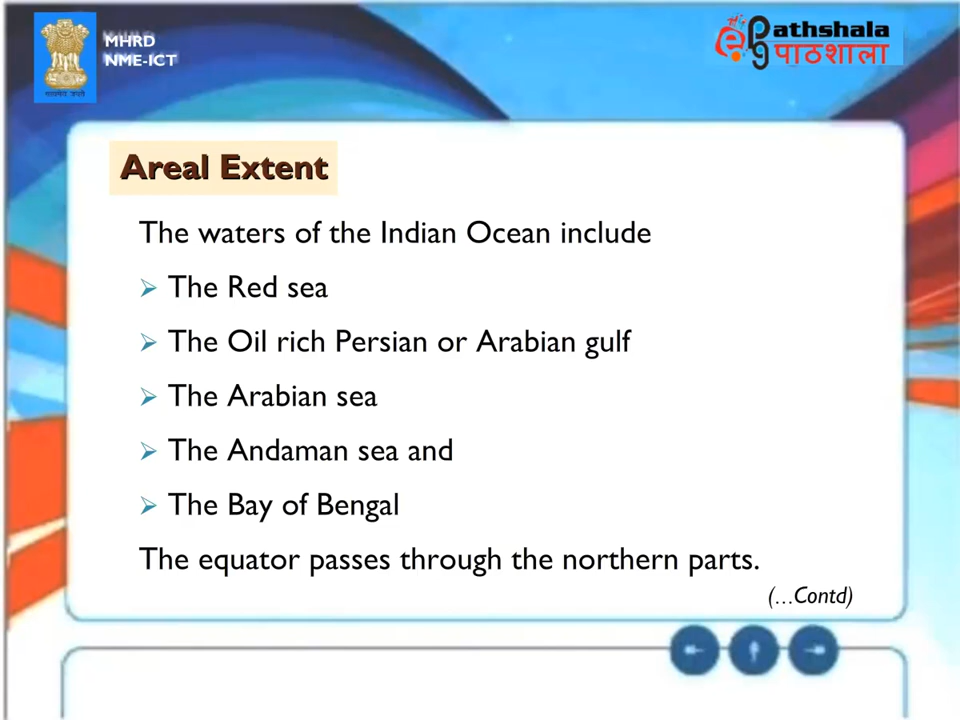 MHRD
NME-ICT
e pg athshala
पाठशाला
Areal Extent
The waters of the Indian Ocean include
The Red sea
The Oil rich Persian or Arabian gulf
The Arabian sea
The Andaman sea and
The Bay of Bengal
The equator passes through the northern parts.
(...Contd)